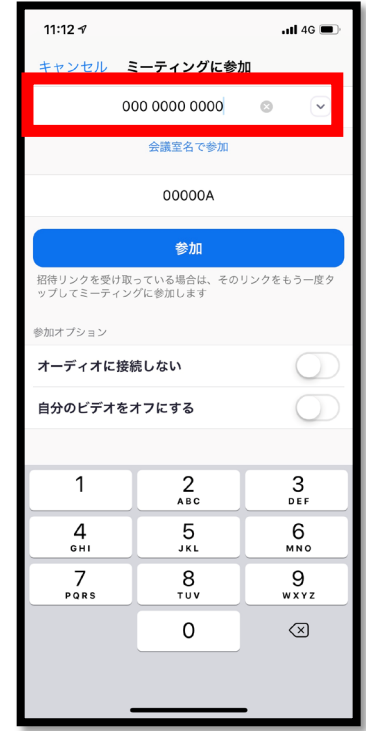 11:12 4G
キャンセル ミーティングに参加
000 0000 0000
会議室名で参加
00000A
参加
招待リンクを受け取っている場合は、そのリンクをもう一度タ
ップしてミーティングに参加します
参加オプション
オーディオに接続しない
自分のビデオをオフにする
1 2 3
ABC DEF
4 5 6
GHI JKL MNO
7 8 9
PQRS TUV WXYZ
0